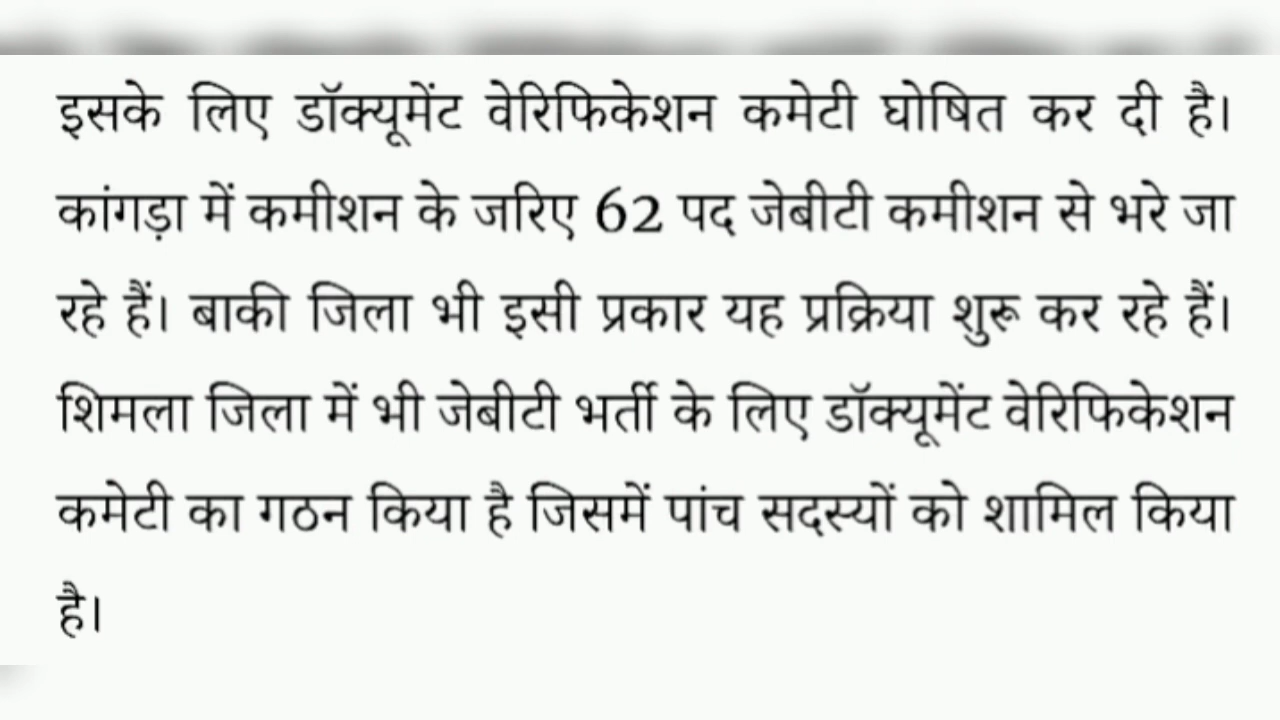 इसके लिए डॉक्यूमेंट वेरिफिकेशन कमेटी घोषित कर दी है।
कांगड़ा में कमीशन के जरिए 62 पद जेबीटी कमीशन से भरे जा
रहे हैं। बाकी जिला भी इसी प्रकार यह प्रक्रिया शुरू कर रहे हैं।
शिमला जिला में भी जेबीटी भर्ती के लिए डॉक्यूमेंट वेरिफिकेशन
कमेटी का गठन किया है जिसमें पांच सदस्यों को शामिल किया
है।